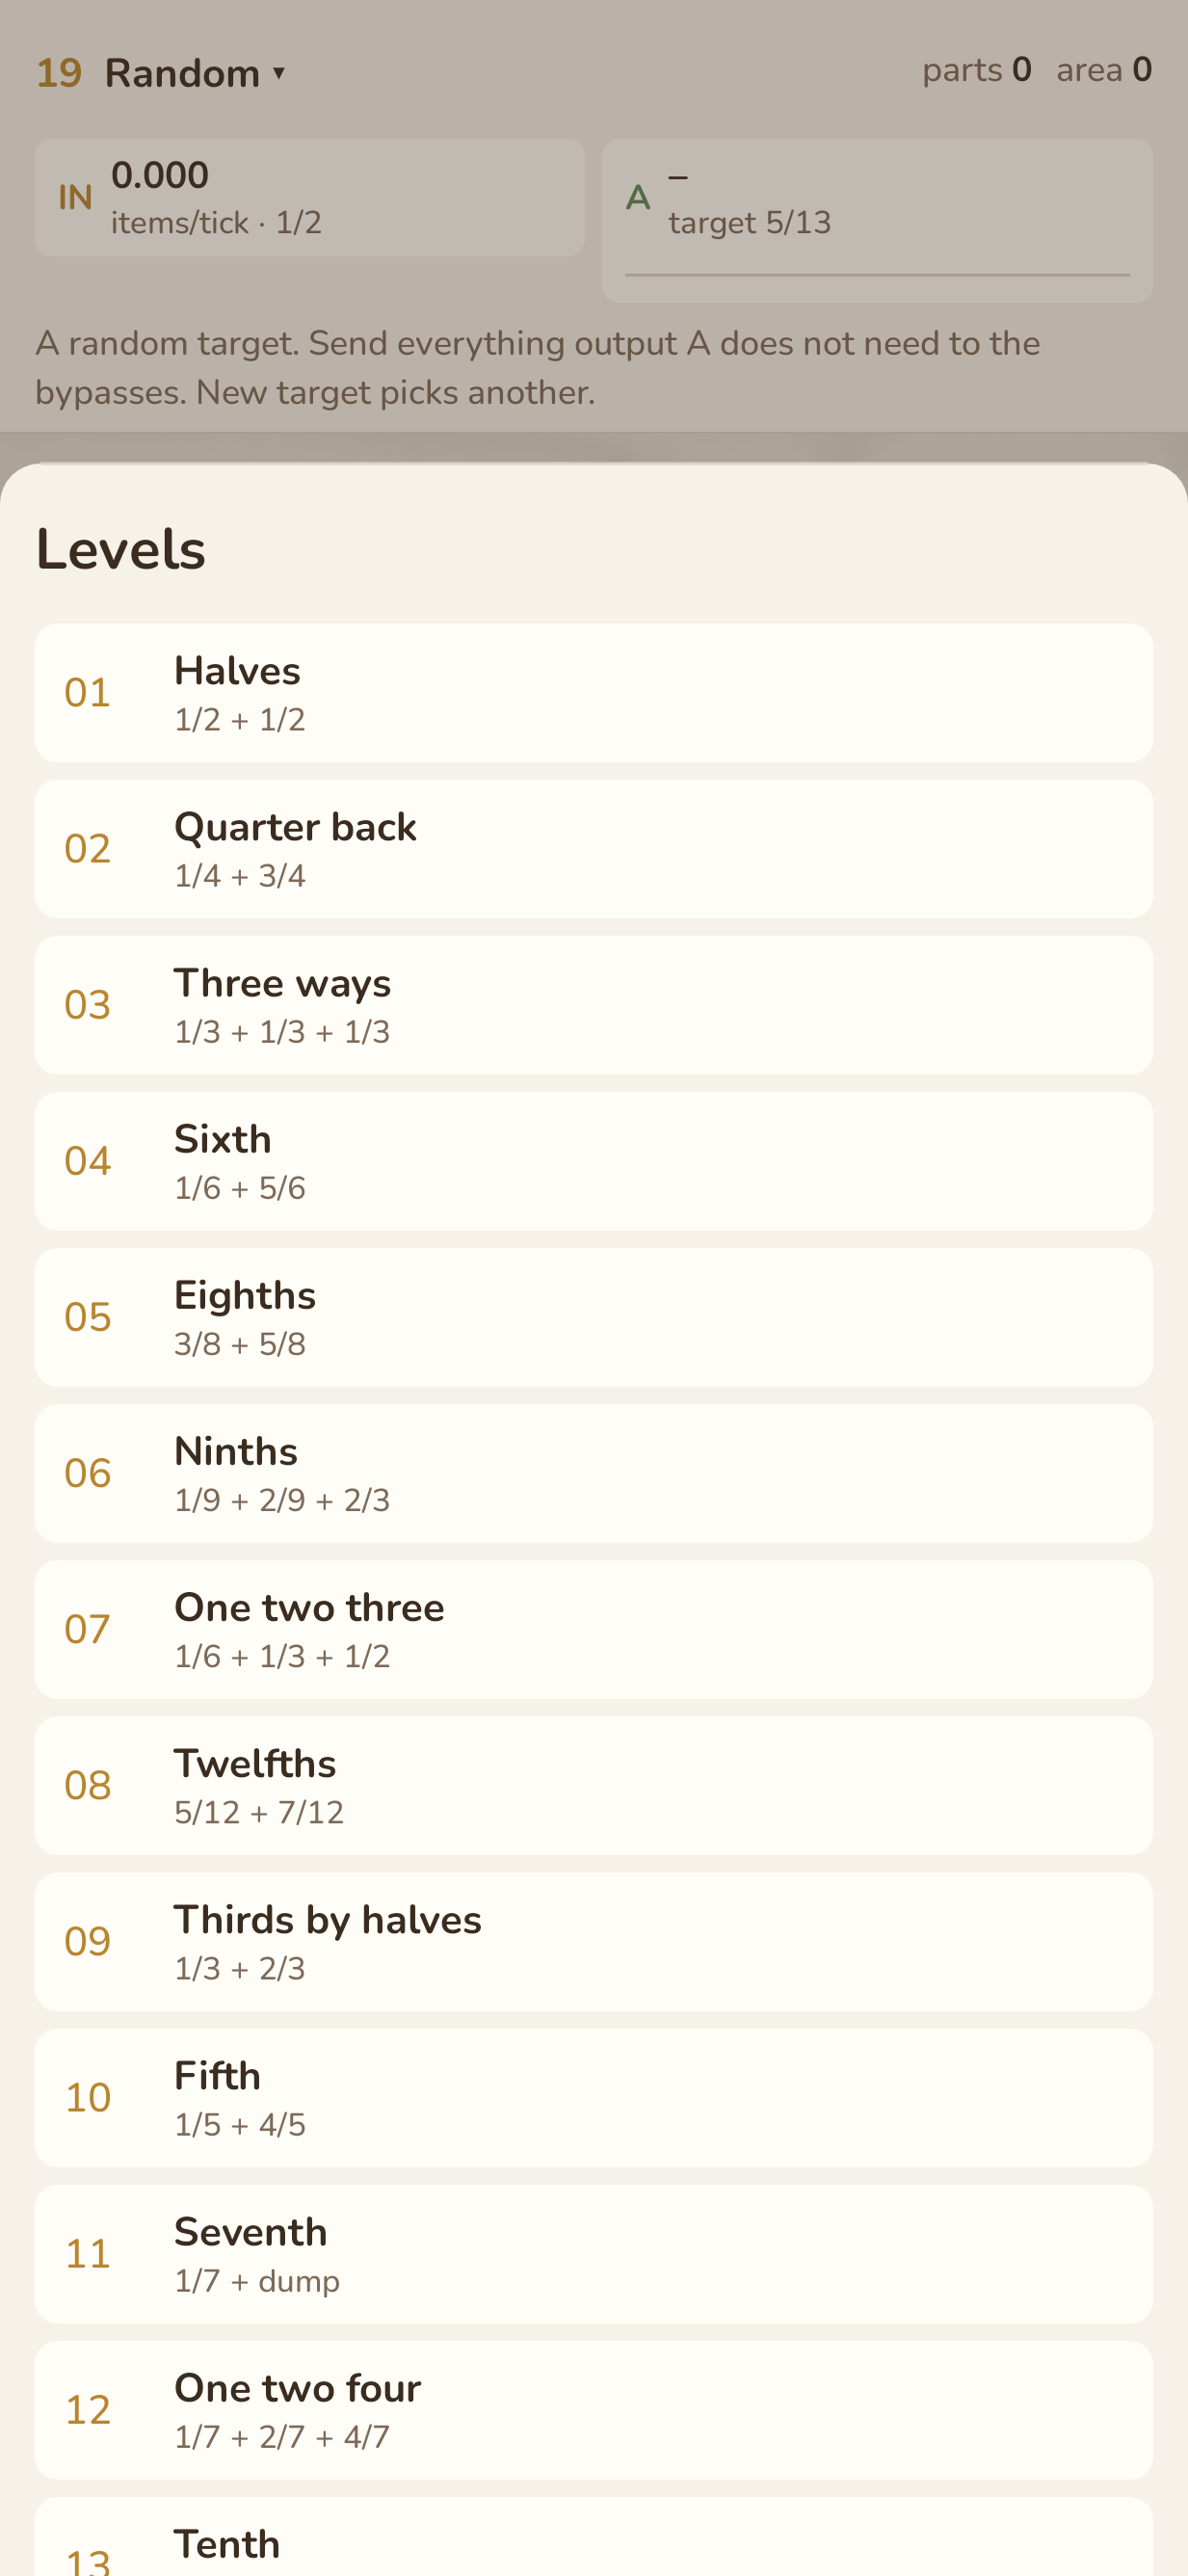 19 Random ▾ parts 0 area 0
IN 0.000
items/tick · 1/2
A –
target 5/13
A random target. Send everything output A does not need to the
bypasses. New target picks another.
Levels
01 Halves
1/2 + 1/2
02 Quarter back
1/4 + 3/4
03 Three ways
1/3 + 1/3 + 1/3
04 Sixth
1/6 + 5/6
05 Eighths
3/8 + 5/8
06 Ninths
1/9 + 2/9 + 2/3
07 One two three
1/6 + 1/3 + 1/2
08 Twelfths
5/12 + 7/12
09 Thirds by halves
1/3 + 2/3
10 Fifth
1/5 + 4/5
11 Seventh
1/7 + dump
12 One two four
1/7 + 2/7 + 4/7
13 Tenth